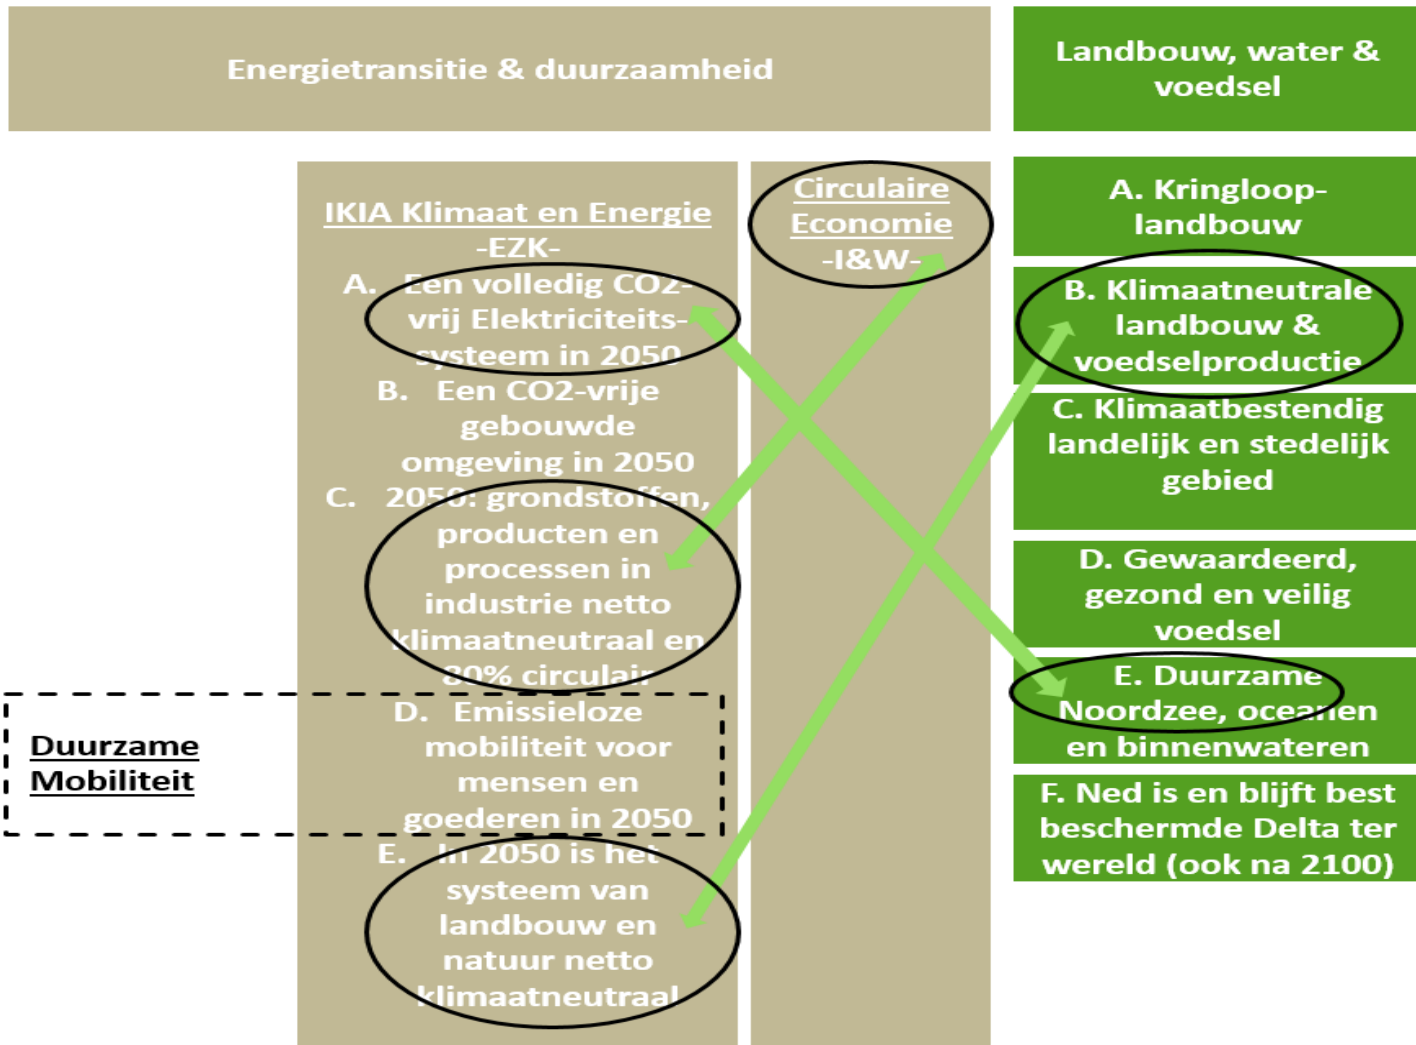 Energietransitie & duurzaamheid
Landbouw, water &
voedsel
IKIA Klimaat en Energie
-EZK-
A. Een volledig CO2-
vrij Elektriciteits-
systeem in 2050
B. Een CO2-vrije
gebouwde
omgeving in 2050
C. 2050: grondstoffen,
producten en
processen in
industrie netto
klimaatneutraal en
80% circulair
D. Emissieloze
mobiliteit voor
mensen en
goederen in 2050
E. In 2050 is het
systeem van
landbouw en
natuur netto
klimaatneutraal
Duurzame
Mobiliteit
Circulaire
Economie
-I&W-
A. Kringloop-
landbouw
B. Klimaatneutrale
landbouw &
voedselproductie
C. Klimaatbestendig
landelijk en stedelijk
gebied
D. Gewaardeerd,
gezond en veilig
voedsel
E. Duurzame
Noordzee, oceanen
en binnenwateren
F. Ned is en blijft best
beschermde Delta ter
wereld (ook na 2100)